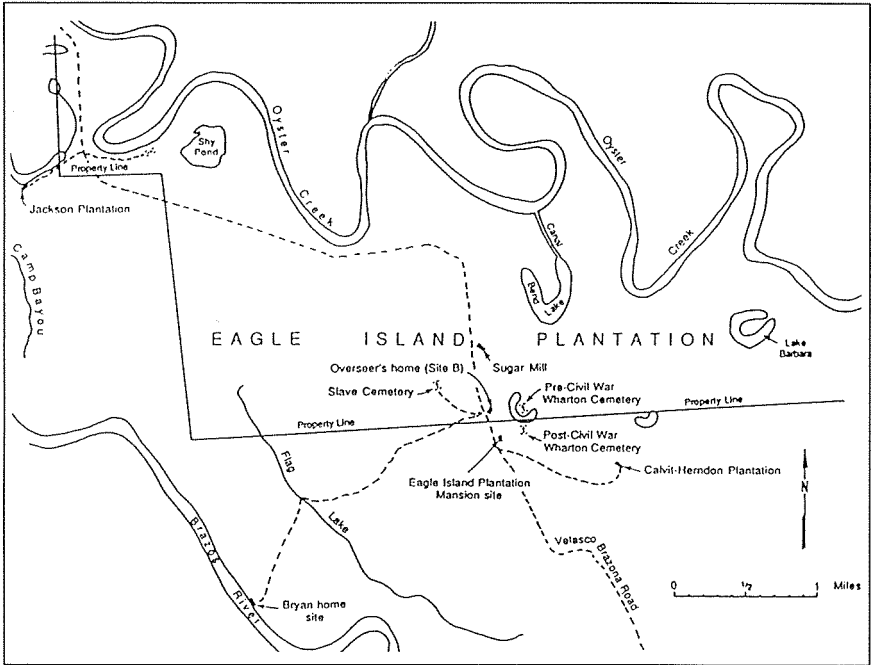 Oyster
Creek
Shy
Pond
Property Line
Jackson Plantation
Camp Bayou
Oyster
Creek
Canal
Bend
Lake
EAGLE ISLAND PLANTATION
Lake
Barbara
Sugar Mill
Overseer's home (Site B)
Slave Cemetery
Pre-Civil War
Wharton Cemetery
Property Line
Property Line
Post-Civil War
Wharton Cemetery
Flag
Lake
Eagle Island Plantation
Mansion site
Calvit-Herndon Plantation
N
Velasco
Brazoria Road
Brazos
River
Bryan home
site
0 1/2 1 Miles